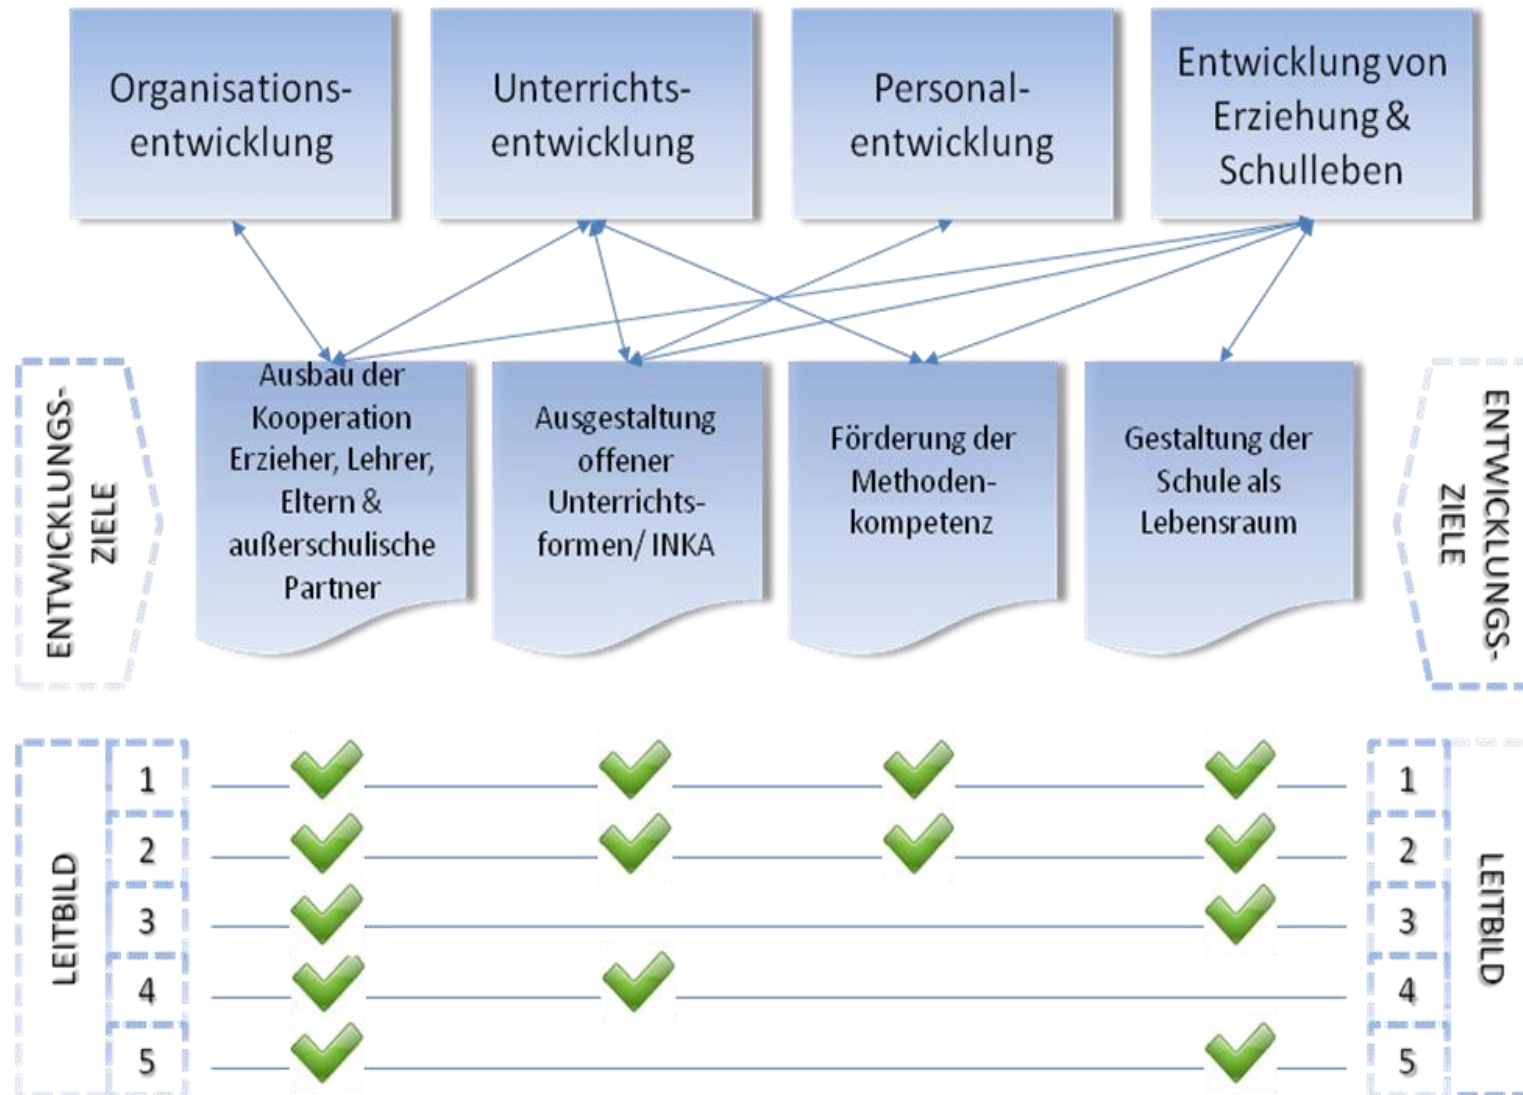 Organisations-
entwicklung
Unterrichts-
entwicklung
Personal-
entwicklung
Entwicklung von
Erziehung &
Schulleben
ENTWICKLUNGS-
ZIELE
Ausbau der
Kooperation
Erzieher, Lehrer,
Eltern &
außerschulische
Partner
Ausgestaltung
offener
Unterrichts-
formen/ INKA
Förderung der
Methoden-
kompetenz
Gestaltung der
Schule als
Lebensraum
ENTWICKLUNGS-
ZIELE
LEITBILD
1
2
3
4
5
1
2
3
4
5
LEITBILD